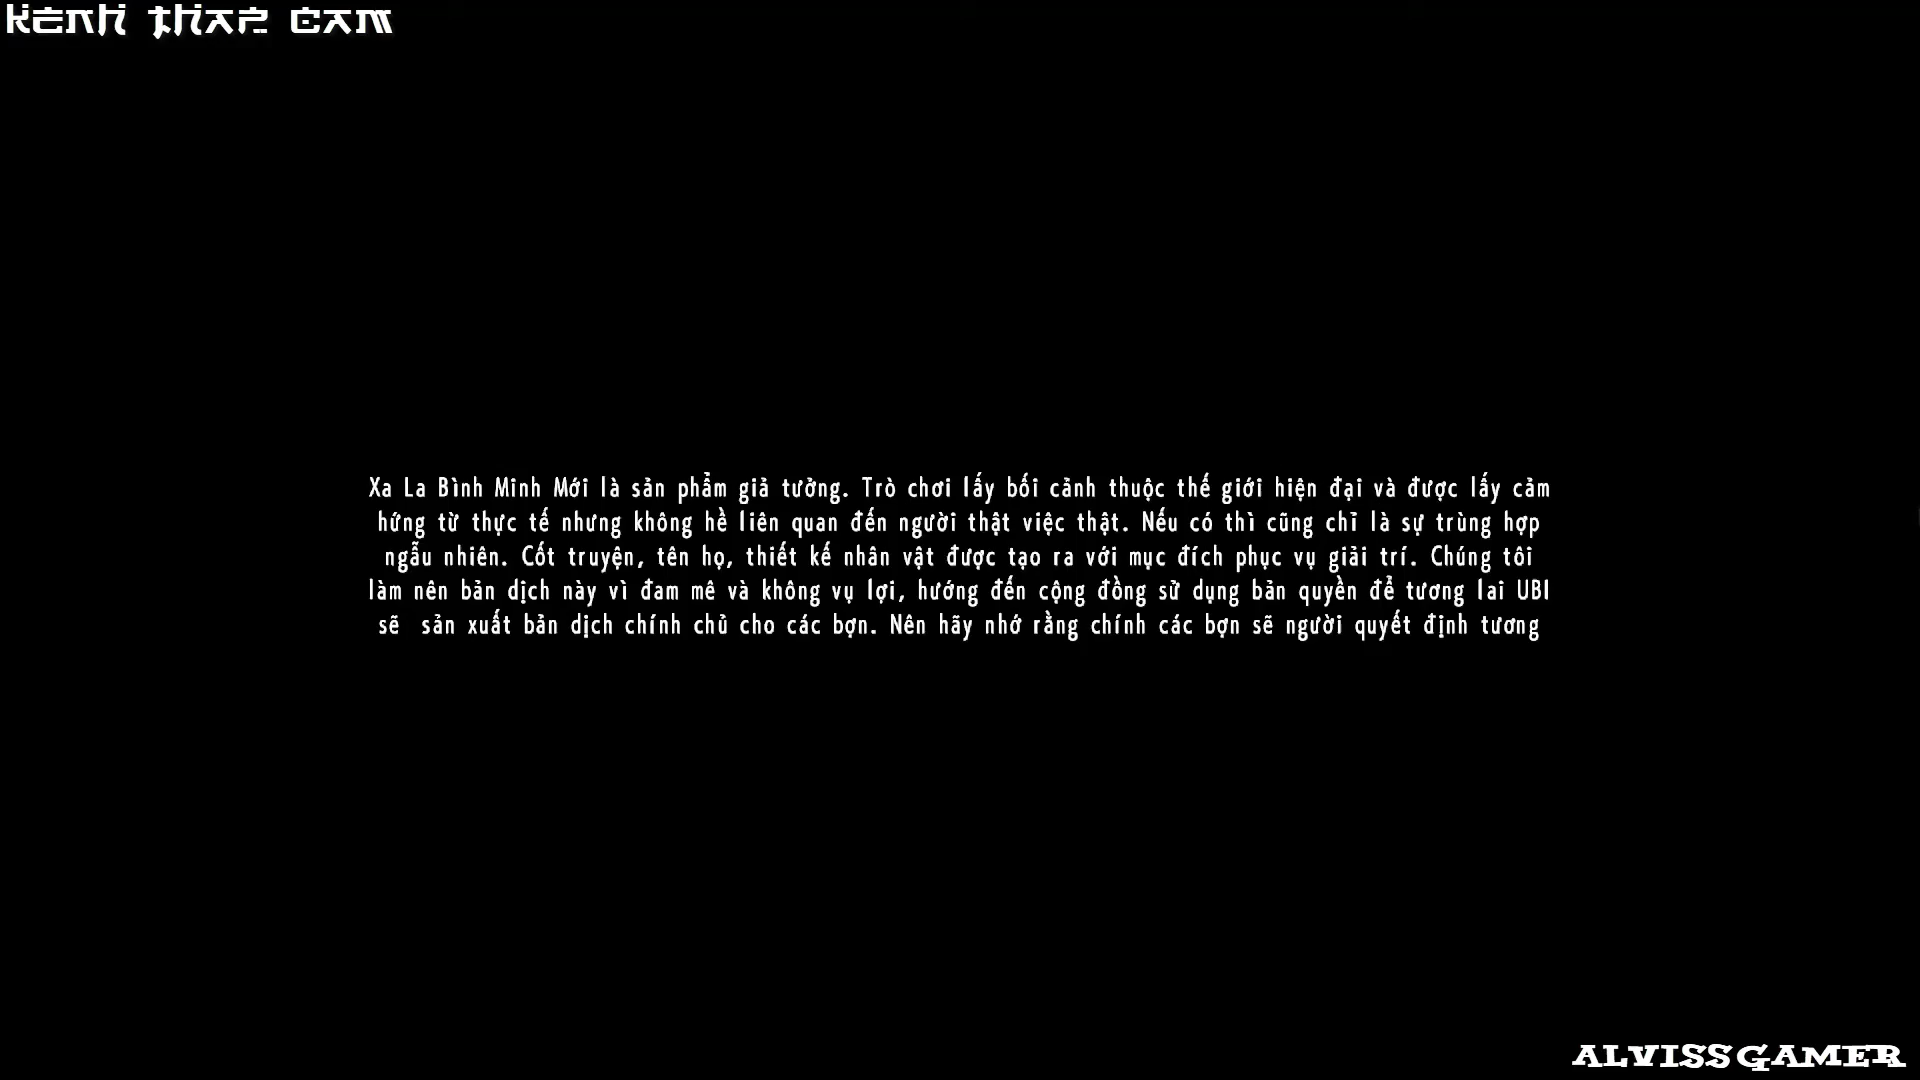 KÊNH THẬP CẨM
Xa La Bình Minh Mới là sản phẩm giả tưởng. Trò chơi lấy bối cảnh thuộc thế giới hiện đại và được lấy cảm
hứng từ thực tế nhưng không hề liên quan đến người thật việc thật. Nếu có thì cũng chỉ là sự trùng hợp
ngẫu nhiên. Cốt truyện, tên họ, thiết kế nhân vật được tạo ra với mục đích phục vụ giải trí. Chúng tôi
làm nên bản dịch này vì đam mê và không vụ lợi, hướng đến cộng đồng sử dụng bản quyền để tương lai UBI
sẽ  sản xuất bản dịch chính chủ cho các bợn. Nên hãy nhớ rằng chính các bợn sẽ người quyết định tương
ALVISSGAMER